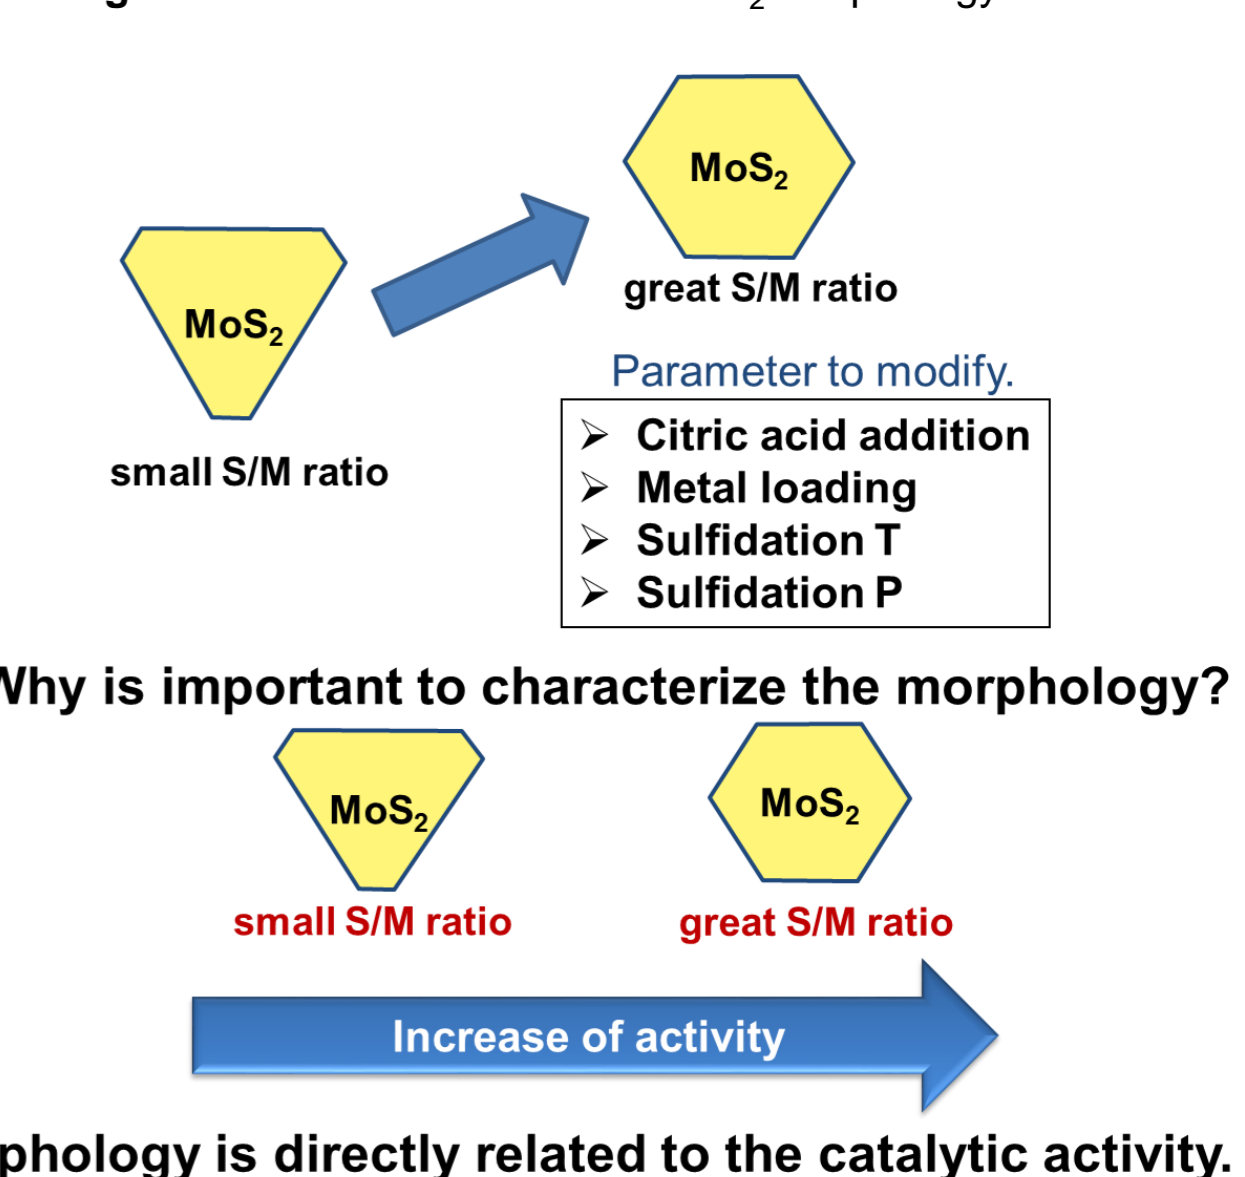 MoS₂
MoS₂
great S/M ratio
small S/M ratio
Parameter to modify.
➢ Citric acid addition
➢ Metal loading
➢ Sulfidation T
➢ Sulfidation P
Why is important to characterize the morphology?
MoS₂
MoS₂
small S/M ratio
great S/M ratio
Increase of activity
phology is directly related to the catalytic activity.